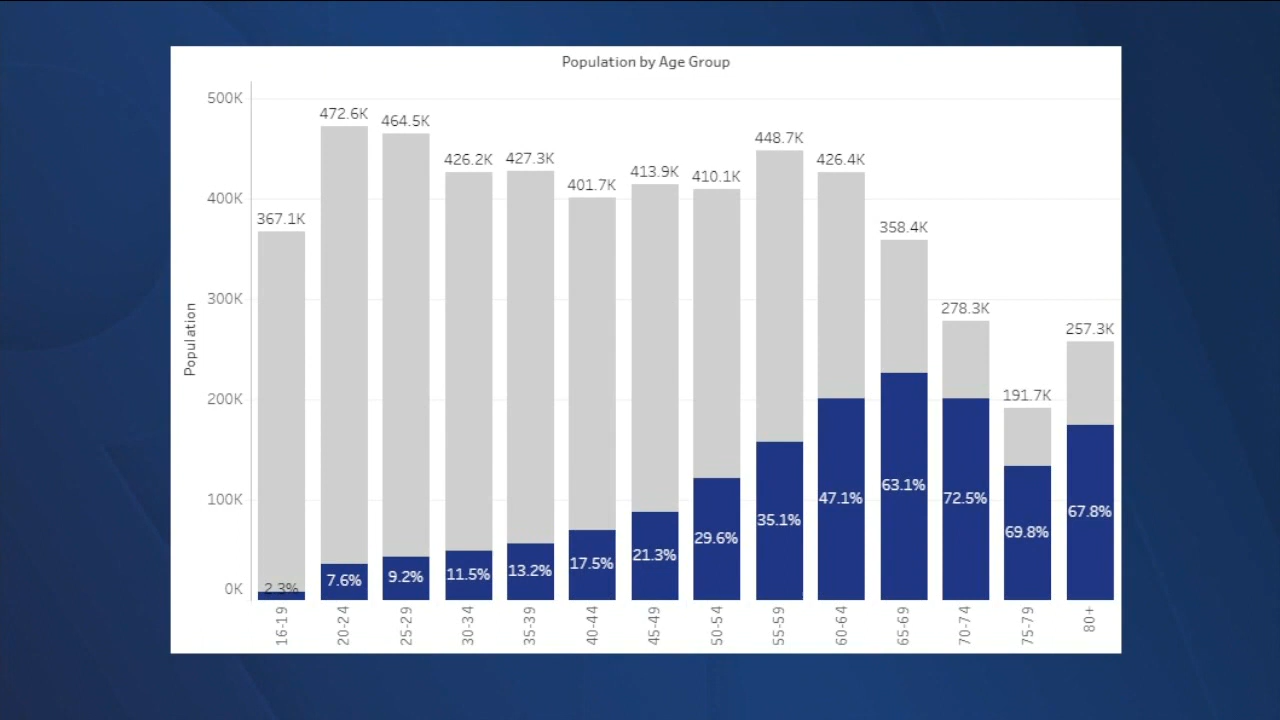 Population by Age Group
Population
500K
400K
300K
200K
100K
0K
367.1K
472.6K
464.5K
426.2K
427.3K
401.7K
413.9K
410.1K
448.7K
426.4K
358.4K
278.3K
191.7K
257.3K
2.3%
7.6%
9.2%
11.5%
13.2%
17.5%
21.3%
29.6%
35.1%
47.1%
63.1%
72.5%
69.8%
67.8%
16-19
20-24
25-29
30-34
35-39
40-44
45-49
50-54
55-59
60-64
65-69
70-74
75-79
80+